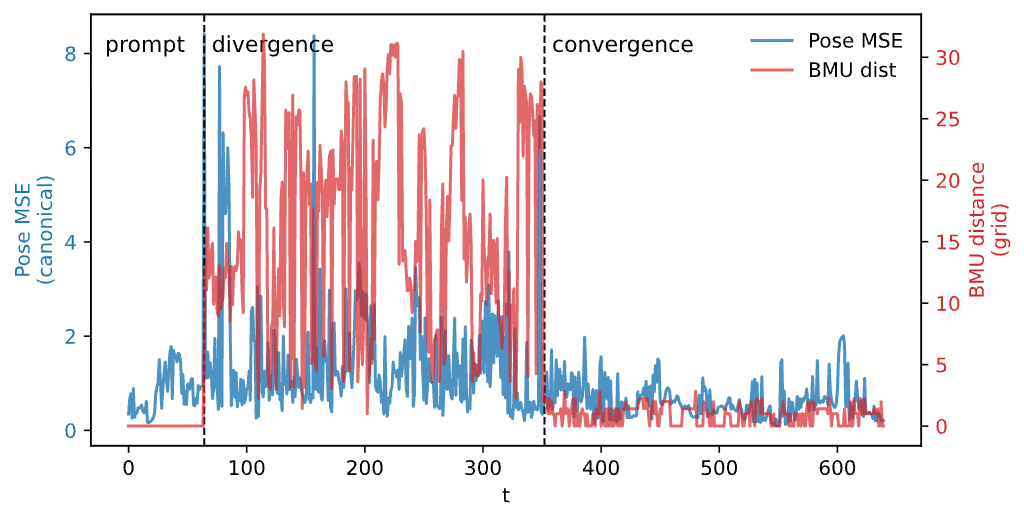 prompt
divergence
convergence
Pose MSE
BMU dist
Pose MSE
(canonical)
8
6
4
2
0
30
25
20
15
10
5
0
BMU distance
(grid)
0
100
200
300
400
500
600
t